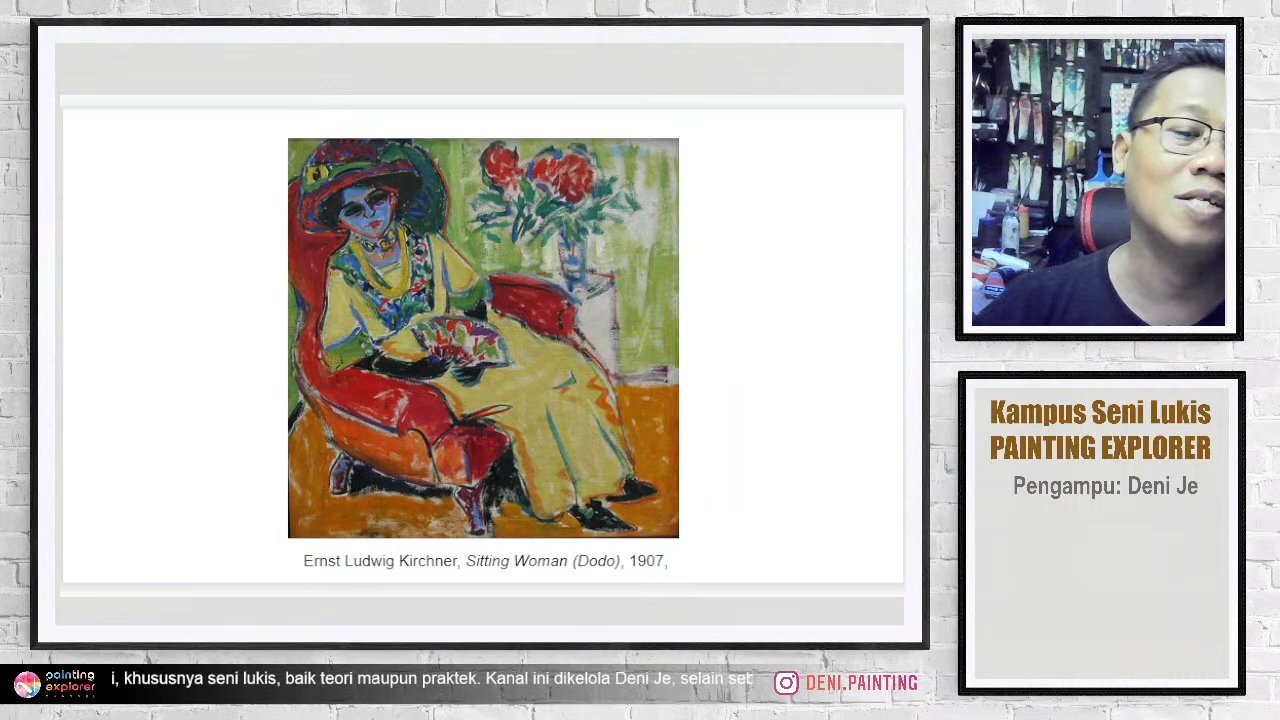 Ernst Ludwig Kirchner, Sitting Woman (Dodo), 1907,
Kampus Seni Lukis
PAINTING EXPLORER
Pengampu: Deni Je
painting
explorer
CHANNEL
i, khususnya seni lukis, baik teori maupun praktek. Kanal ini dikelola Deni Je, selain
DENI.PAINTING